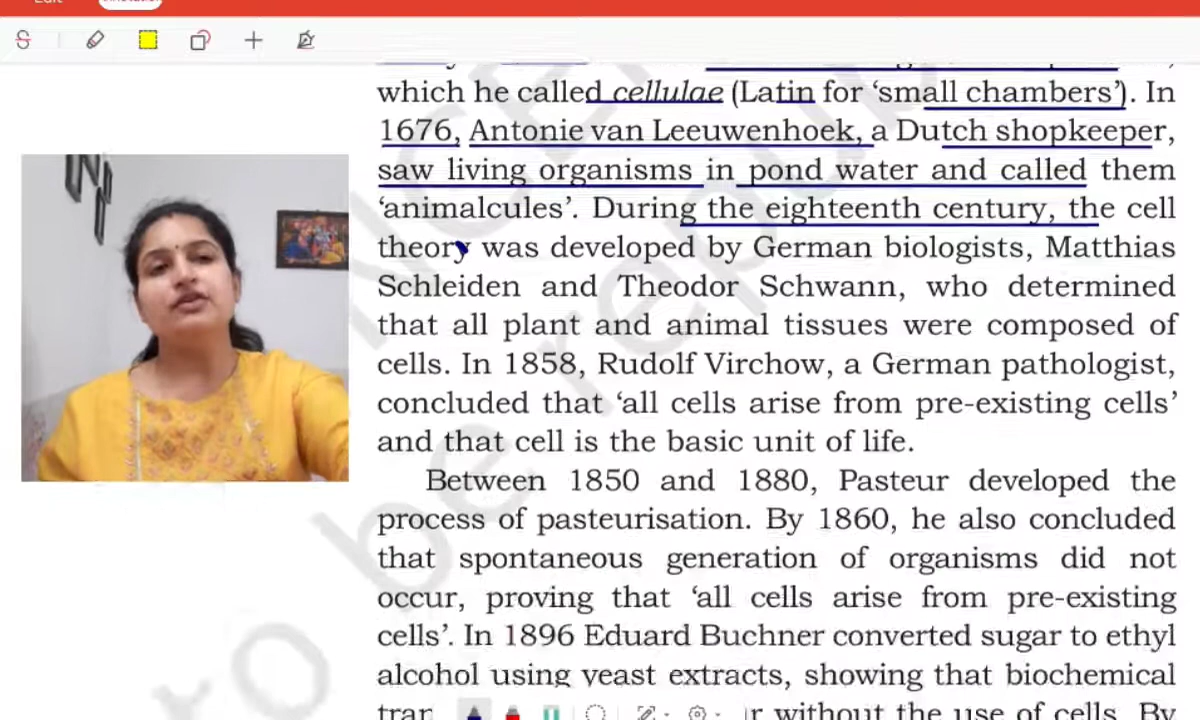 which he called cellulae (Latin for ‘small chambers’). In
1676, Antonie van Leeuwenhoek, a Dutch shopkeeper,
saw living organisms in pond water and called them
‘animalcules’. During the eighteenth century, the cell
theory was developed by German biologists, Matthias
Schleiden and Theodor Schwann, who determined
that all plant and animal tissues were composed of
cells. In 1858, Rudolf Virchow, a German pathologist,
concluded that ‘all cells arise from pre-existing cells’
and that cell is the basic unit of life.
Between 1850 and 1880, Pasteur developed the
process of pasteurisation. By 1860, he also concluded
that spontaneous generation of organisms did not
occur, proving that ‘all cells arise from pre-existing
cells’. In 1896 Eduard Buchner converted sugar to ethyl
alcohol using yeast extracts, showing that biochemical
without the use of cells. By